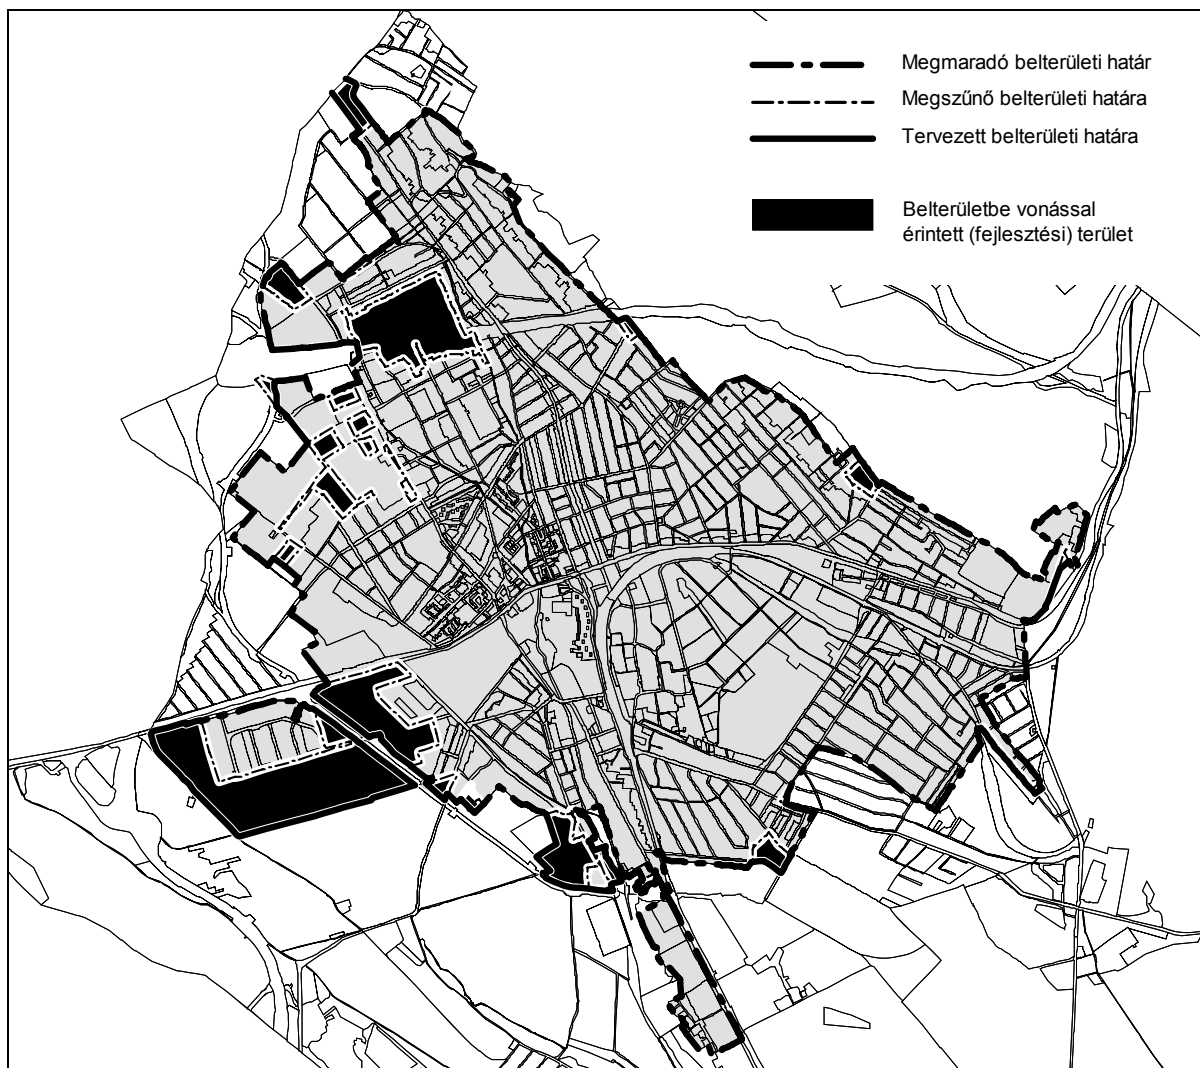 Megmaradó belterületi határ
Megszűnő belterületi határa
Tervezett belterületi határa
Belterületbe vonással
érintett (fejlesztési) terület